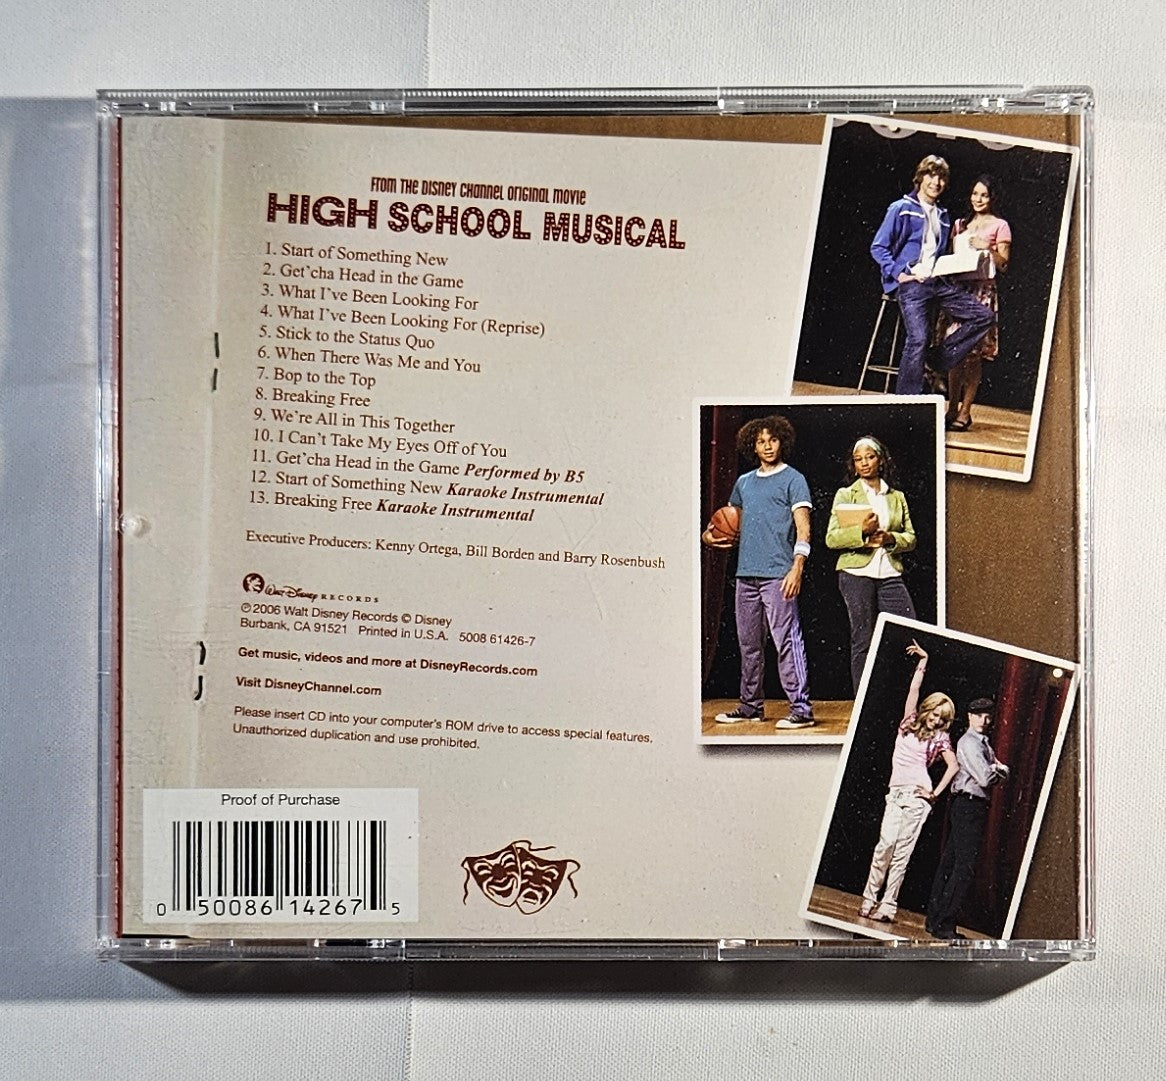 FROM THE DISNEY CHANNEL ORIGINAL MOVIE
HIGH SCHOOL MUSICAL
1. Start of Something New
2. Get'cha Head in the Game
3. What I've Been Looking For
4. What I've Been Looking For (Reprise)
5. Stick to the Status Quo
6. When There Was Me and You
7. Bop to the Top
8. Breaking Free
9. We're All in This Together
10. I Can't Take My Eyes Off of You
11. Get'cha Head in the Game Performed by B5
12. Start of Something New Karaoke Instrumental
13. Breaking Free Karaoke Instrumental
Executive Producers: Kenny Ortega, Bill Borden and Barry Rosenbush
Walt Disney RECORDS
℗ 2006 Walt Disney Records © Disney
Burbank, CA 91521 Printed in U.S.A. 5008 61426-7
Get music, videos and more at DisneyRecords.com
Visit DisneyChannel.com
Please insert CD into your computer's ROM drive to access special features.
Unauthorized duplication and use prohibited.
Proof of Purchase
0 50086 14267 5